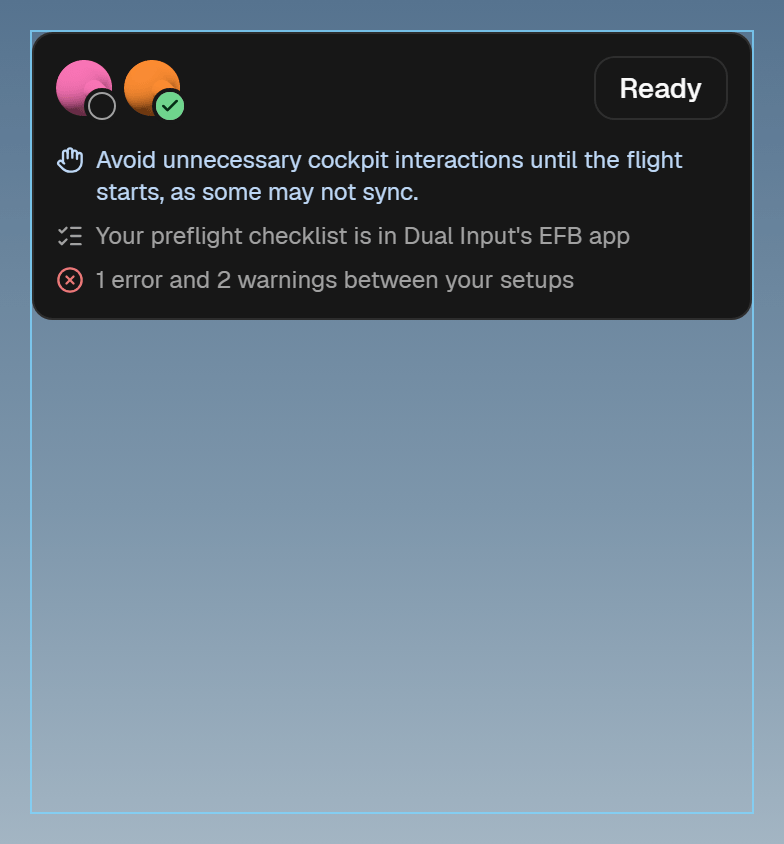 Ready
Avoid unnecessary cockpit interactions until the flight
starts, as some may not sync.
Your preflight checklist is in Dual Input's EFB app
1 error and 2 warnings between your setups